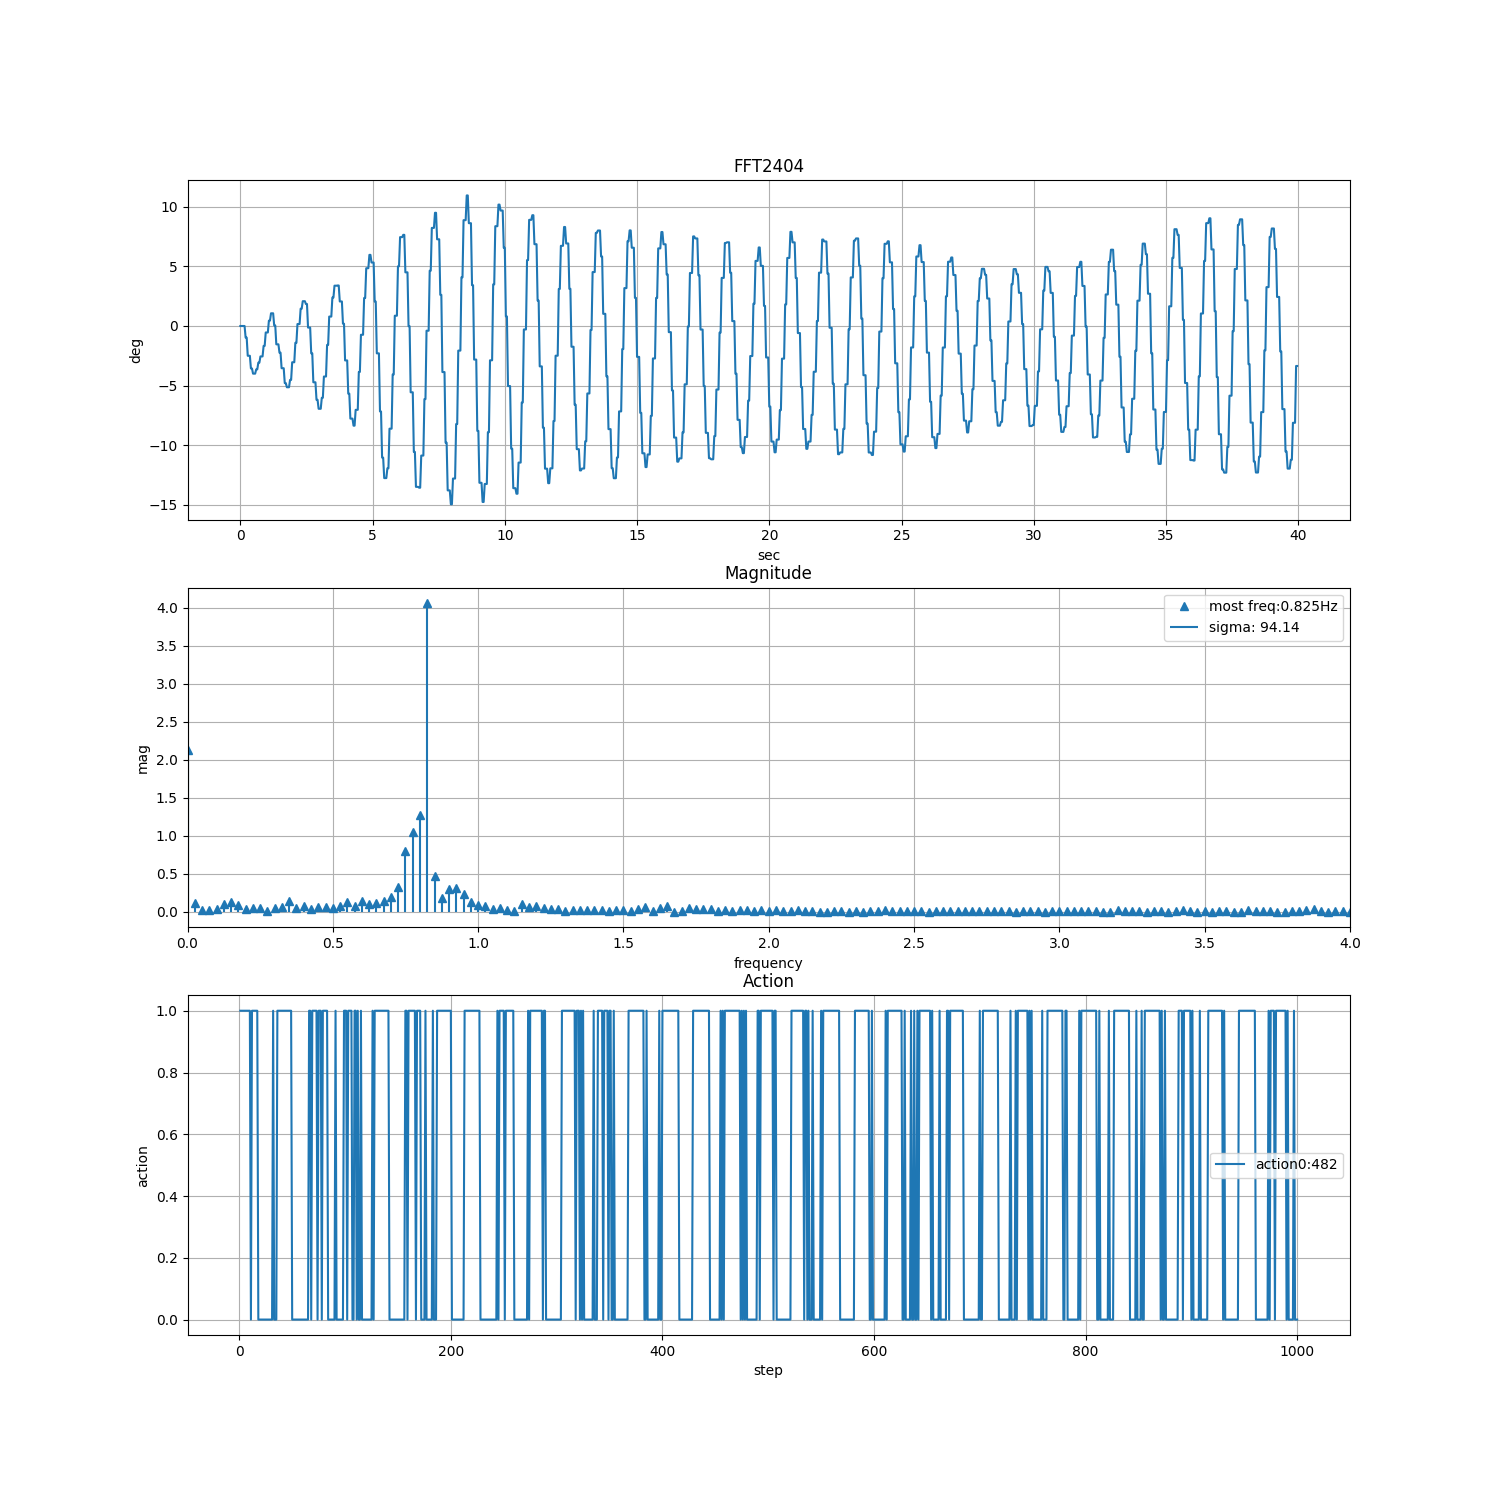 FFT2404
10
5
0
−5
−10
−15
deg
0 5 10 15 20 25 30 35 40
sec
Magnitude
most freq:0.825Hz
sigma: 94.14
4.0
3.5
3.0
2.5
2.0
1.5
1.0
0.5
0.0
mag
0.0 0.5 1.0 1.5 2.0 2.5 3.0 3.5 4.0
frequency
Action
1.0
0.8
0.6
0.4
0.2
0.0
action
action0:482
0 200 400 600 800 1000
step